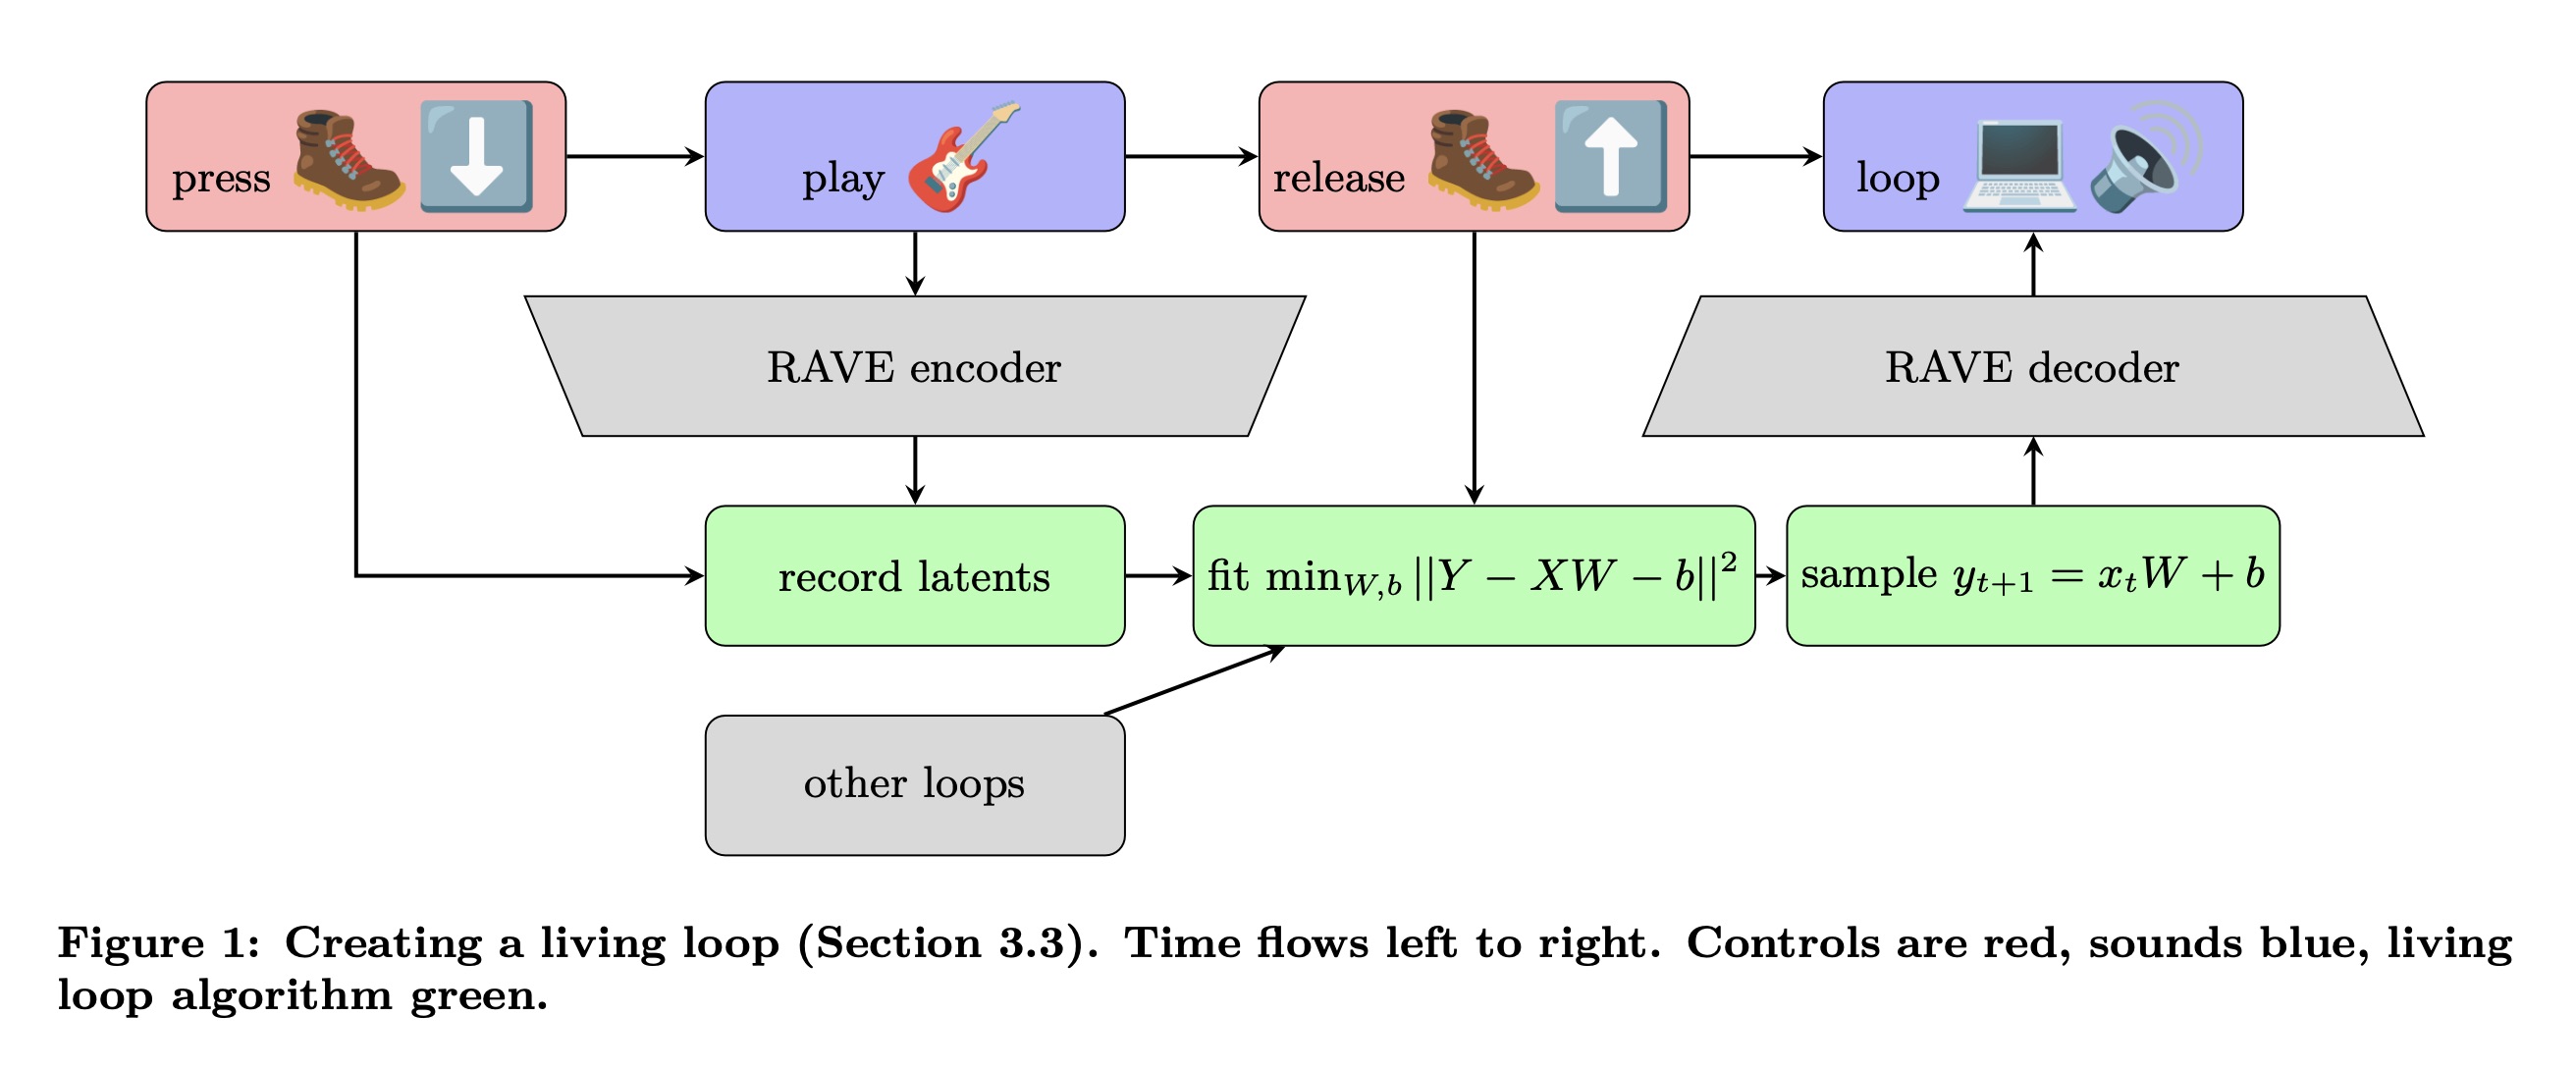 press
play
release
loop
RAVE encoder
RAVE decoder
record latents
fit min_{W,b} ||Y − XW − b||²
sample y_{t+1} = x_tW + b
other loops
Figure 1: Creating a living loop (Section 3.3). Time flows left to right. Controls are red, sounds blue, living
loop algorithm green.